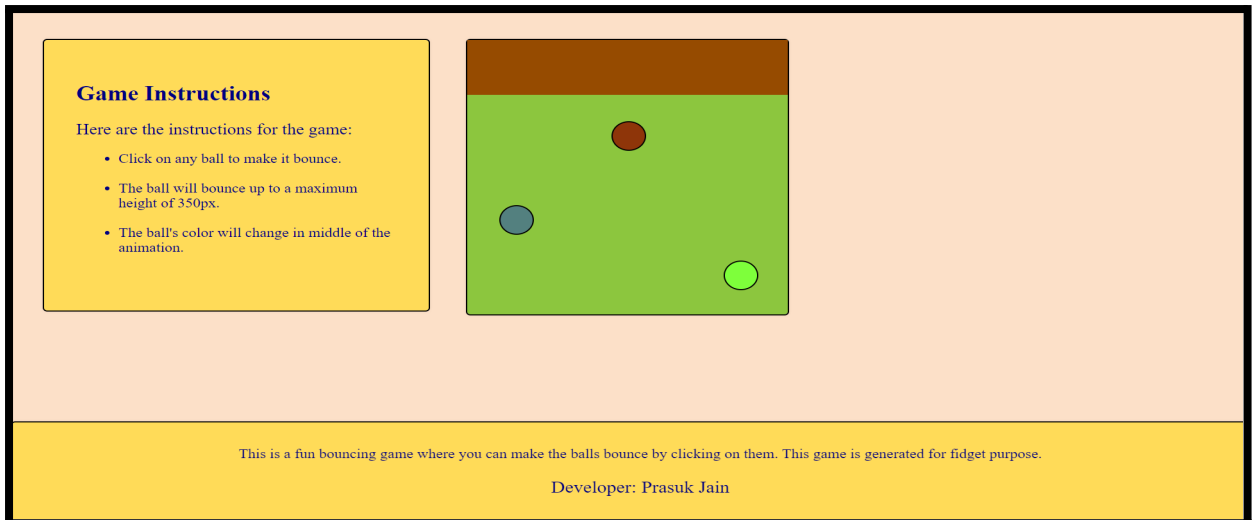 Game Instructions
Here are the instructions for the game:
• Click on any ball to make it bounce.
• The ball will bounce up to a maximum
height of 350px.
• The ball's color will change in middle of the
animation.
This is a fun bouncing game where you can make the balls bounce by clicking on them. This game is generated for fidget purpose.
Developer: Prasuk Jain